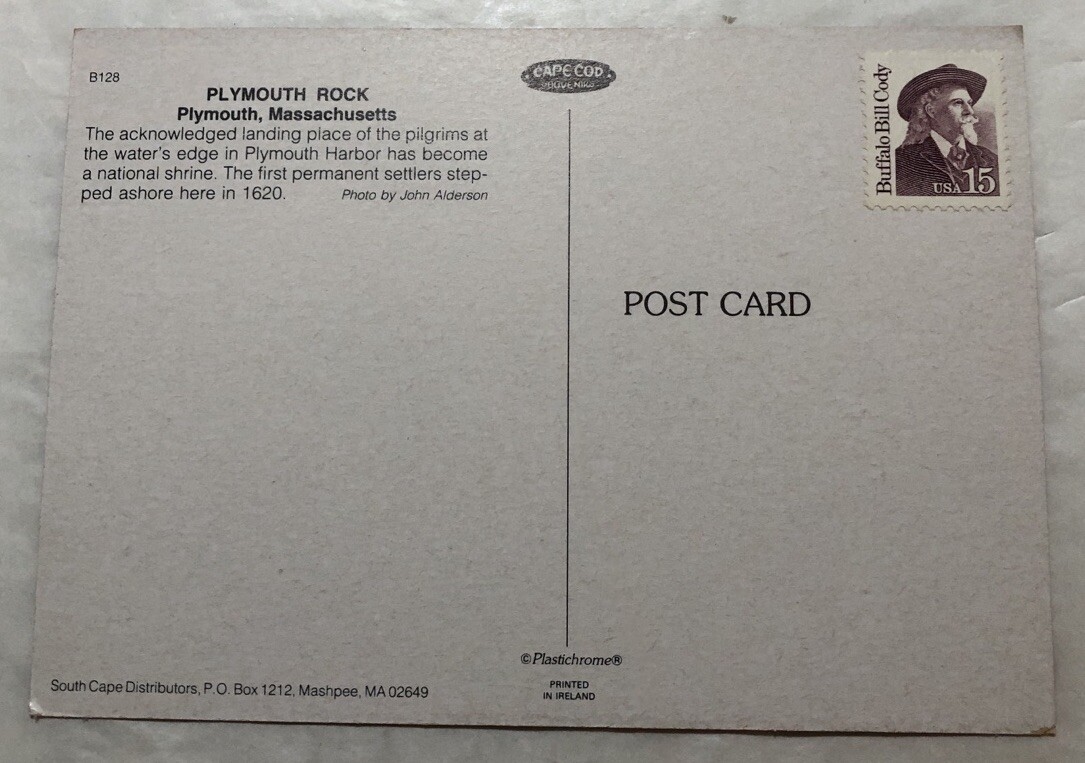 B128
PLYMOUTH ROCK
Plymouth, Massachusetts
The acknowledged landing place of the pilgrims at
the water's edge in Plymouth Harbor has become
a national shrine. The first permanent settlers step-
ped ashore here in 1620. Photo by John Alderson
CAPE COD
SOUVENIRS
Buffalo Bill Cody
USA 15
POST CARD
©Plastichrome®
PRINTED
IN IRELAND
South Cape Distributors, P.O. Box 1212, Mashpee, MA 02649